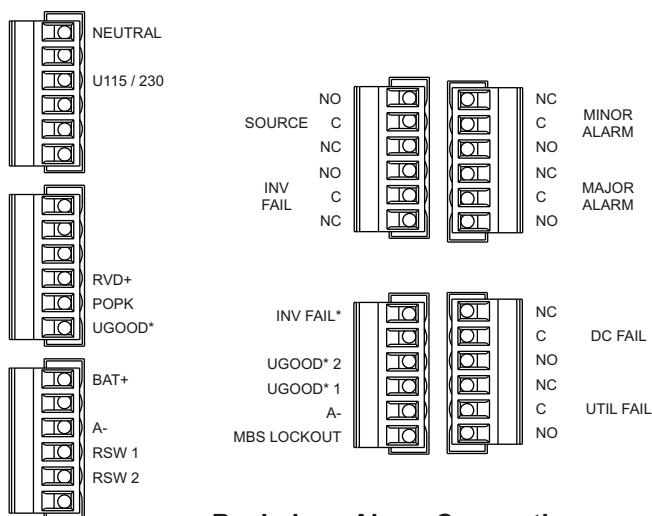 NEUTRAL
U115 / 230
RVD+
POPK
UGOOD*
BAT+
A-
RSW 1
RSW 2
NO
SOURCE C
NC
NO
INV
FAIL
C
NC
NC
C
MINOR
ALARM
NO
NC
C
MAJOR
ALARM
NO
INV FAIL*
UGOOD* 2
UGOOD* 1
A-
MBS LOCKOUT
NC
C DC FAIL
NO
NC
C UTIL FAIL
NO